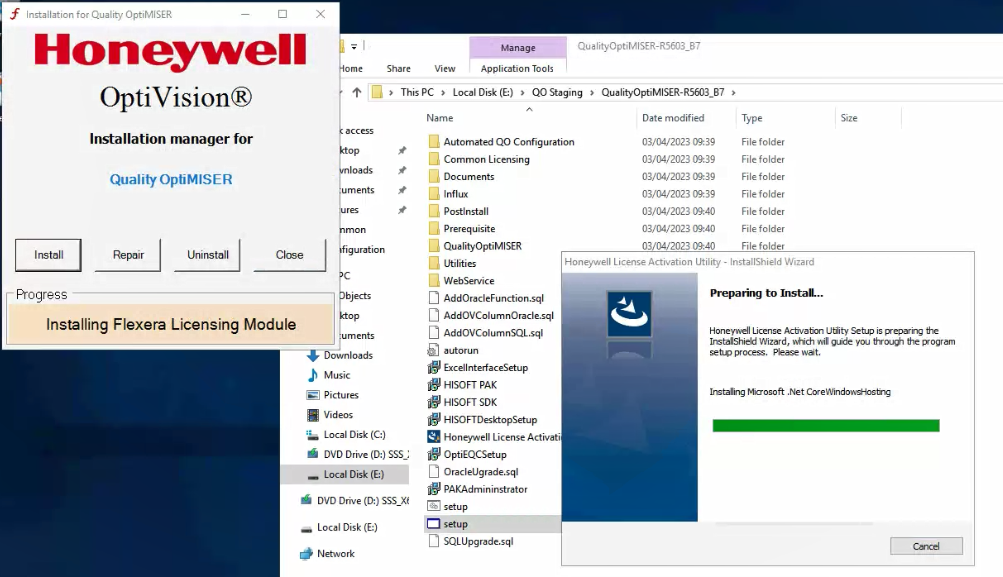 Installation for Quality OptiMISER
Honeywell
OptiVision®
Installation manager for
Quality OptiMISER
Install
Repair
Uninstall
Close
Progress
Installing Flexera Licensing Module
Manage
QualityOptiMISER-R5603_B7
Home
Share
View
Application Tools
This PC > Local Disk (E:) > QO Staging > QualityOptiMISER-R5603_B7 >
Name Date modified Type Size
Automated QO Configuration 03/04/2023 09:39 File folder
Common Licensing 03/04/2023 09:39 File folder
Documents 03/04/2023 09:39 File folder
Influx 03/04/2023 09:39 File folder
PostInstall 03/04/2023 09:40 File folder
Prerequisite 03/04/2023 09:40 File folder
QualityOptiMISER 03/04/2023 09:40 File folder
Utilities
WebService
AddOracleFunction.sql
AddOVColumnOracle.sql
AddOVColumnSQL.sql
autorun
ExcelInterfaceSetup
HISOFT PAK
HISOFT SDK
HISOFTDesktopSetup
Honeywell License Activati
OptiEQCSetup
OracleUgrade.sql
PAKAdmininstrator
setup
setup
SQLUpgrade.sql
k access
ktop
wnloads
cuments
ures
mmon
figuration
PC
Objects
ktop
cuments
Downloads
Music
Pictures
Videos
Local Disk (C:)
DVD Drive (D:) SSS_X
Local Disk (E:)
DVD Drive (D:) SSS_X6
Local Disk (E:)
Network
Honeywell License Activation Utility - InstallShield Wizard
Preparing to Install...
Honeywell License Activation Utility Setup is preparing the
InstallShield Wizard, which will guide you through the program
setup process. Please wait.
Installing Microsoft .Net CoreWindowsHosting
Cancel